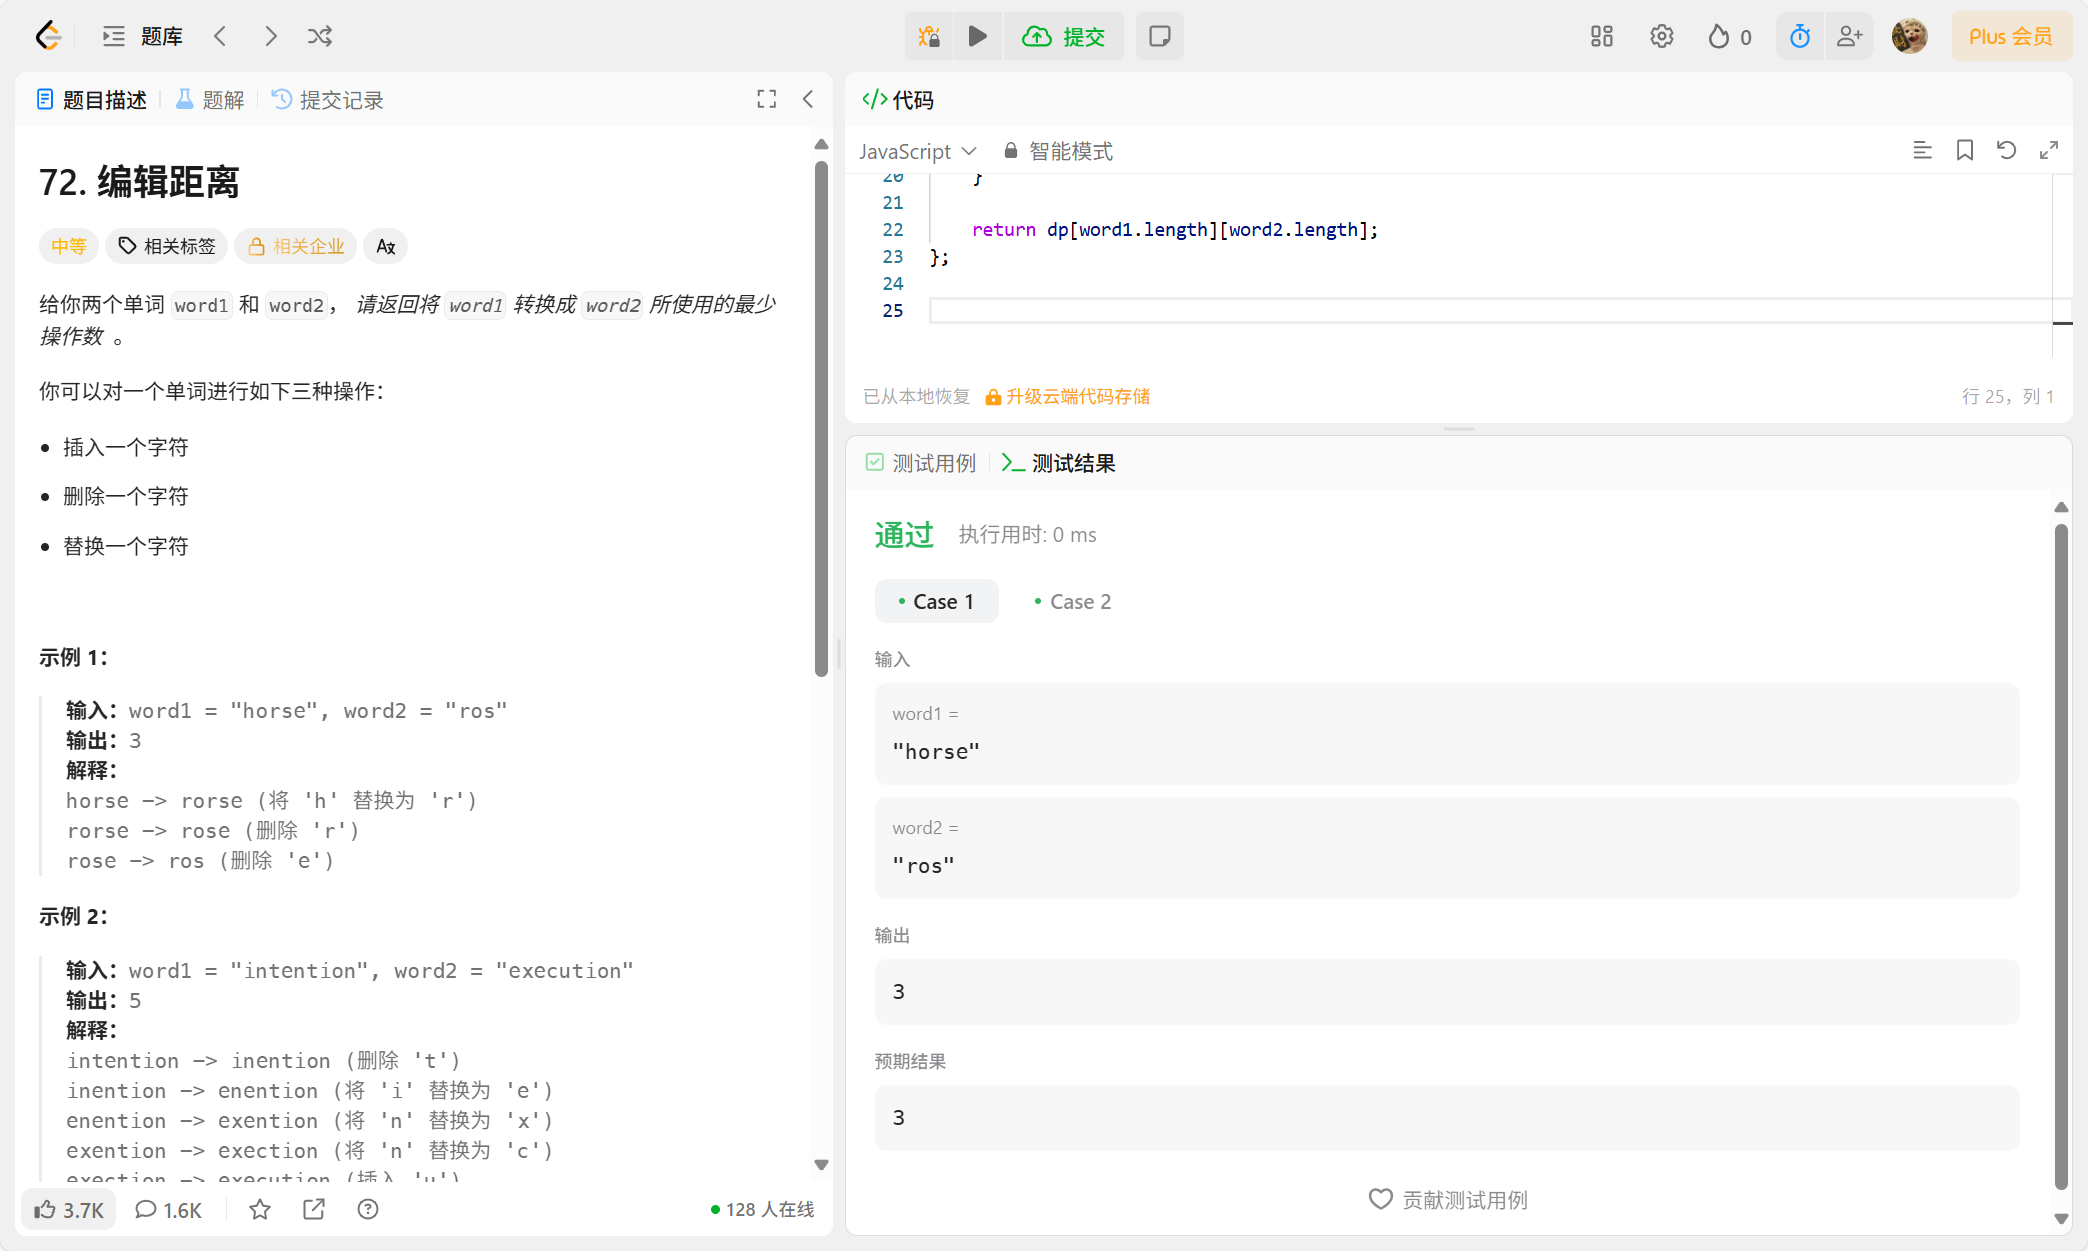 题库
提交
0
Plus 会员
题目描述
题解
提交记录
72. 编辑距离
中等
相关标签
相关企业
给你两个单词 word1 和 word2， 请返回将 word1 转换成 word2 所使用的最少
操作数 。
你可以对一个单词进行如下三种操作：
插入一个字符
删除一个字符
替换一个字符
示例 1：
输入：word1 = "horse", word2 = "ros"
输出：3
解释：
horse -> rorse (将 'h' 替换为 'r')
rorse -> rose (删除 'r')
rose -> ros (删除 'e')
示例 2：
输入：word1 = "intention", word2 = "execution"
输出：5
解释：
intention -> inention (删除 't')
inention -> enention (将 'i' 替换为 'e')
enention -> exention (将 'n' 替换为 'x')
exention -> exection (将 'n' 替换为 'c')
exection -> execution (插入 'u')
3.7K
1.6K
128 人在线
</> 代码
JavaScript
智能模式
20 }
21
22 return dp[word1.length][word2.length];
23 };
24
25
已从本地恢复
升级云端代码存储
行 25，列 1
测试用例
测试结果
通过
执行用时: 0 ms
Case 1
Case 2
输入
word1 =
"horse"
word2 =
"ros"
输出
3
预期结果
3
贡献测试用例